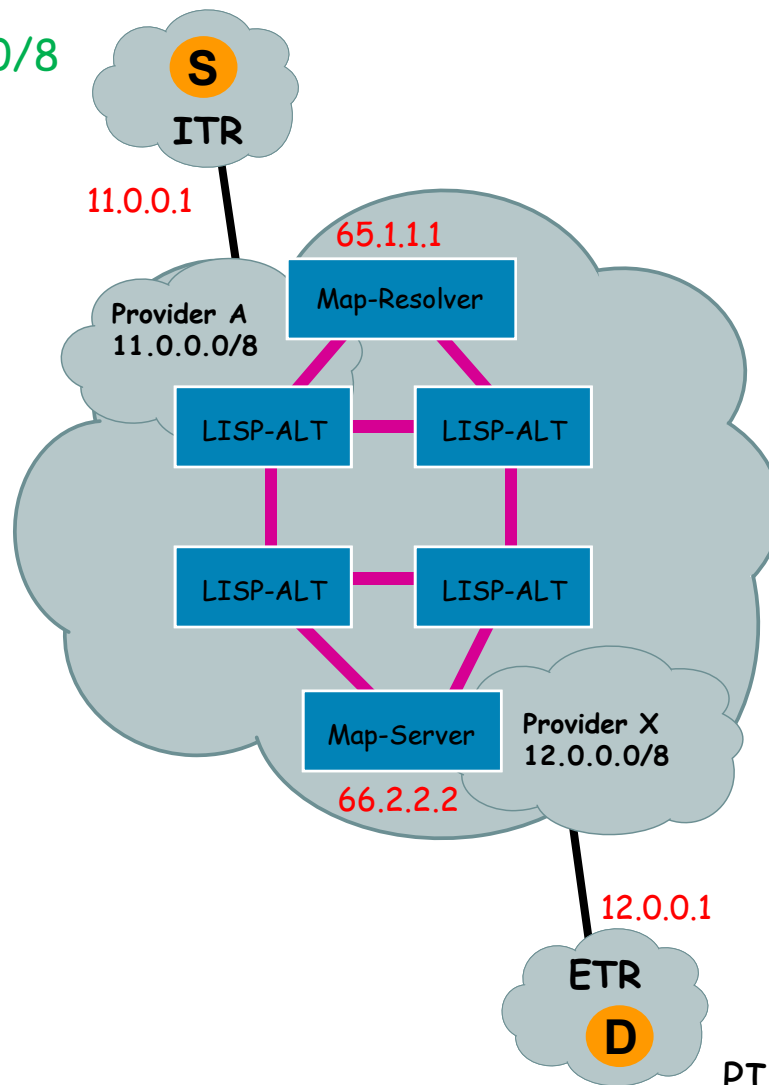 0/8
S
ITR
11.0.0.1
65.1.1.1
Map-Resolver
Provider A
11.0.0.0/8
LISP-ALT
LISP-ALT
LISP-ALT
LISP-ALT
Map-Server
Provider X
12.0.0.0/8
66.2.2.2
12.0.0.1
ETR
D
PT